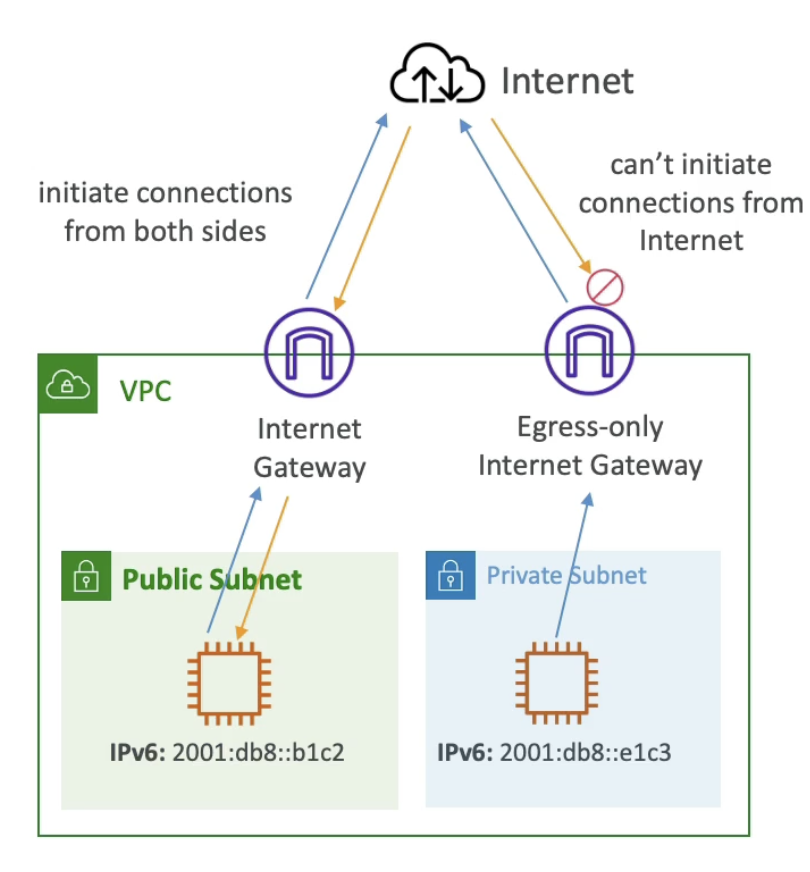 Internet
initiate connections
from both sides
can’t initiate
connections from
Internet
VPC
Internet
Gateway
Egress-only
Internet Gateway
Public Subnet
IPv6: 2001:db8::b1c2
Private Subnet
IPv6: 2001:db8::e1c3